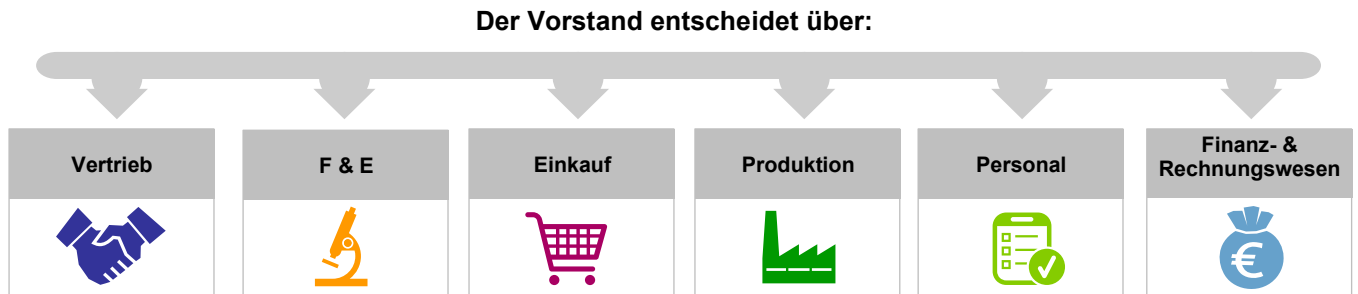 Der Vorstand entscheidet über:
Vertrieb
F & E
Einkauf
Produktion
Personal
Finanz- &
Rechnungswesen
€